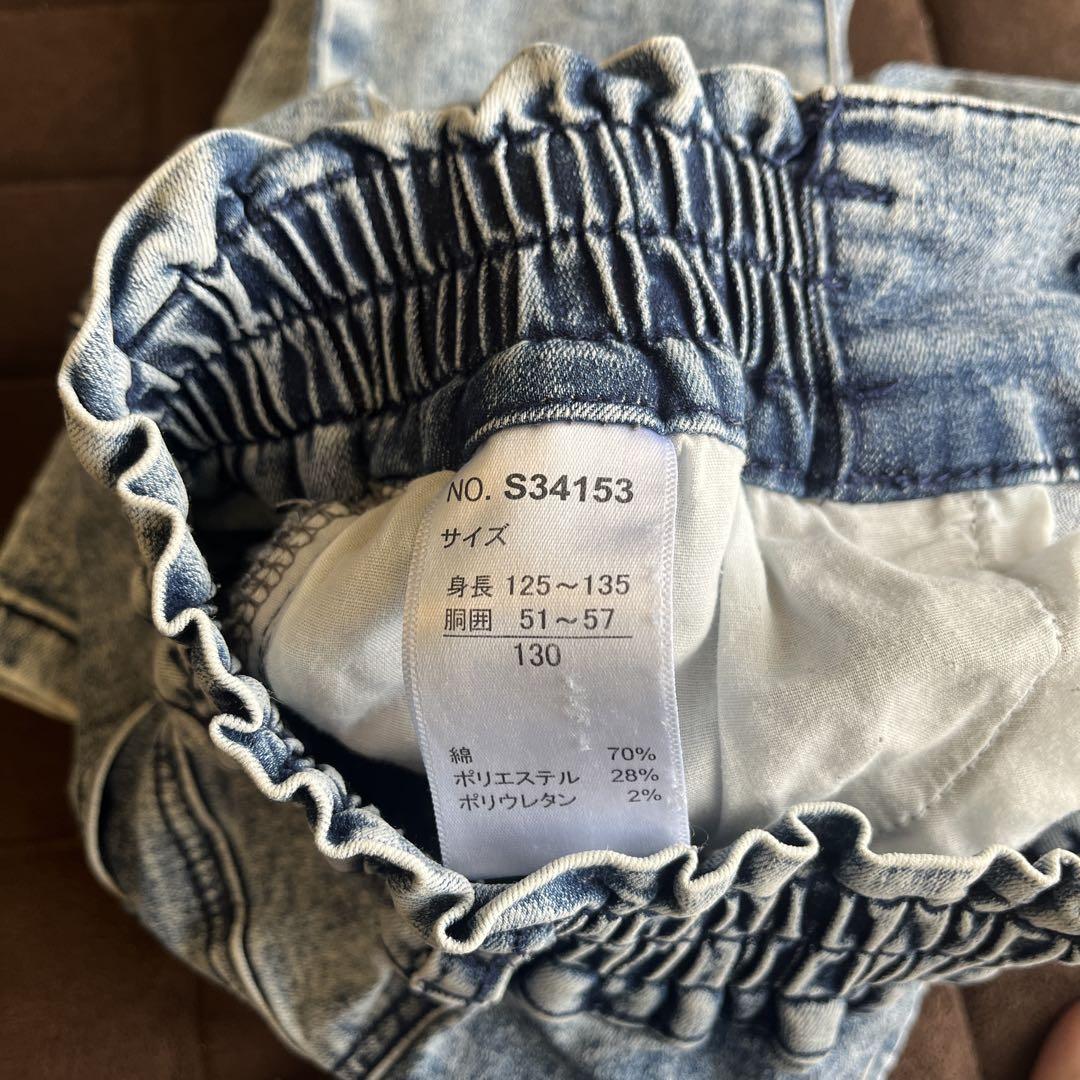 NO. S34153
サイズ
身長 125～135
胴囲 51～57
130
綿 70%
ポリエステル 28%
ポリウレタン 2%